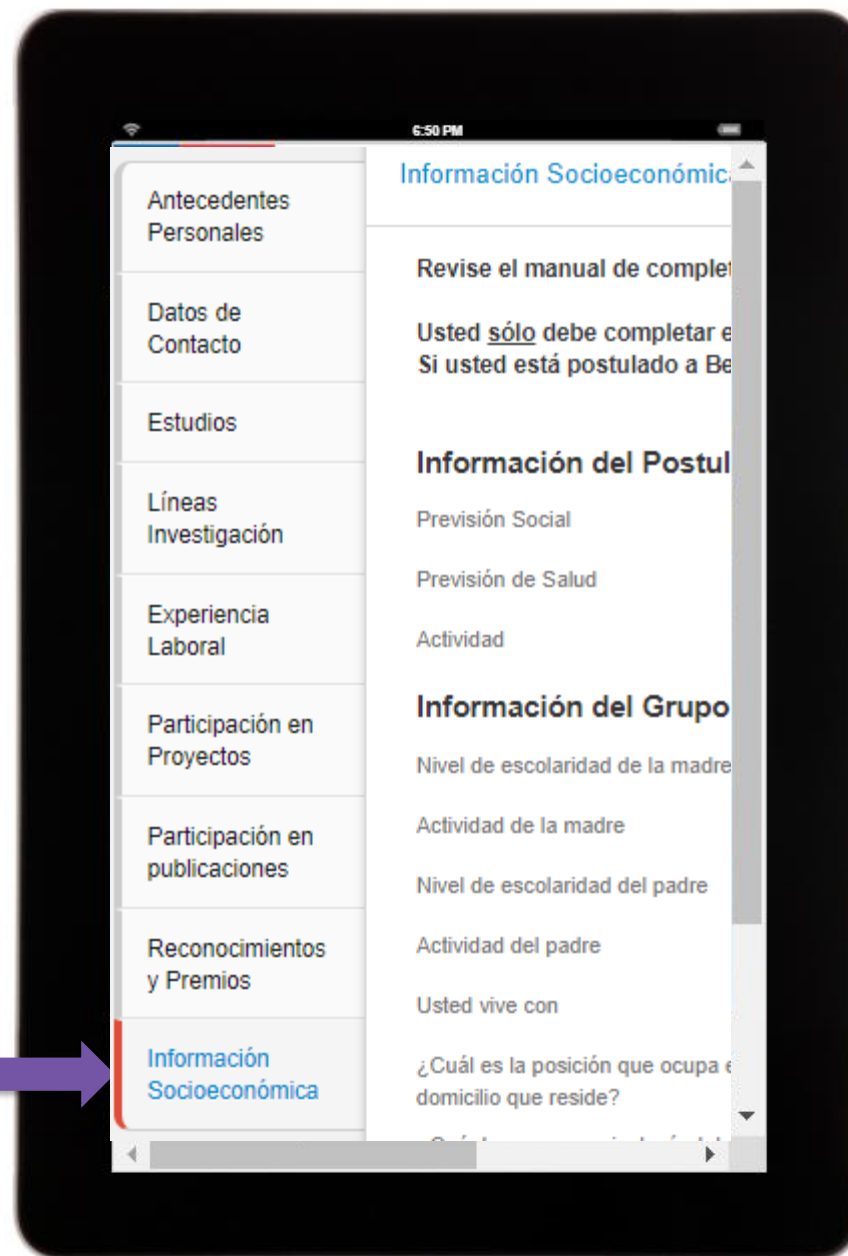 6:50 PM
Antecedentes
Personales
Datos de
Contacto
Estudios
Líneas
Investigación
Experiencia
Laboral
Participación en
Proyectos
Participación en
publicaciones
Reconocimientos
y Premios
Información
Socioeconómica
Información Socioeconómic
Revise el manual de complet
Usted sólo debe completar e
Si usted está postulado a Be
Información del Postul
Previsión Social
Previsión de Salud
Actividad
Información del Grupo
Nivel de escolaridad de la madre
Actividad de la madre
Nivel de escolaridad del padre
Actividad del padre
Usted vive con
¿Cuál es la posición que ocupa e
domicilio que reside?